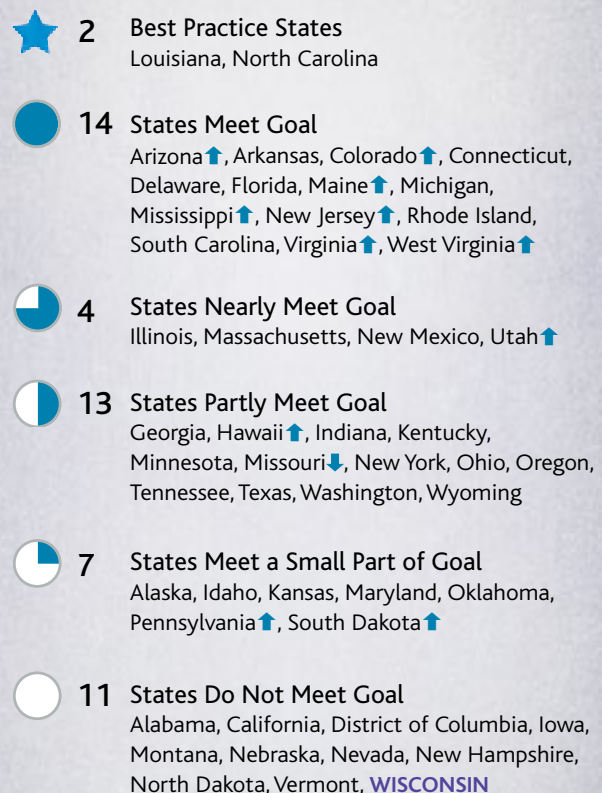 2 Best Practice States
Louisiana, North Carolina
14 States Meet Goal
Arizona⬆, Arkansas, Colorado⬆, Connecticut,
Delaware, Florida, Maine⬆, Michigan,
Mississippi⬆, New Jersey⬆, Rhode Island,
South Carolina, Virginia⬆, West Virginia⬆
4 States Nearly Meet Goal
Illinois, Massachusetts, New Mexico, Utah⬆
13 States Partly Meet Goal
Georgia, Hawaii⬆, Indiana, Kentucky,
Minnesota, Missouri⬇, New York, Ohio, Oregon,
Tennessee, Texas, Washington, Wyoming
7 States Meet a Small Part of Goal
Alaska, Idaho, Kansas, Maryland, Oklahoma,
Pennsylvania⬆, South Dakota⬆
11 States Do Not Meet Goal
Alabama, California, District of Columbia, Iowa,
Montana, Nebraska, Nevada, New Hampshire,
North Dakota, Vermont, WISCONSIN